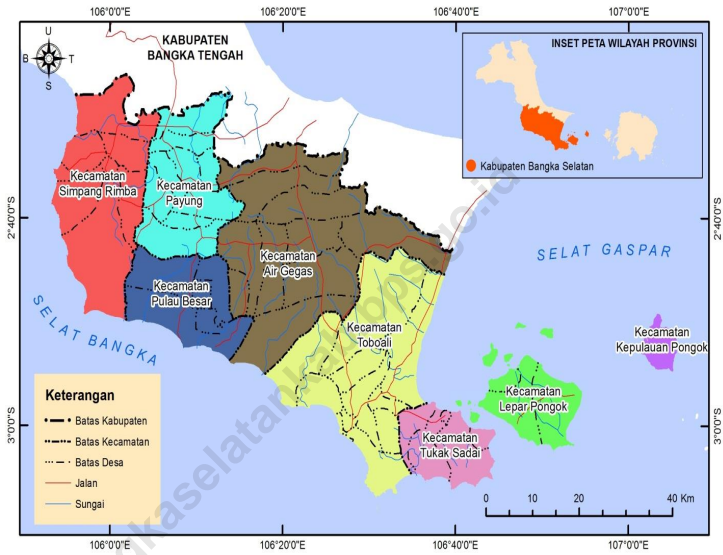 106°0'0"E 106°20'0"E 106°40'0"E 107°0'0"E
U
B T
S
KABUPATEN
BANGKA TENGAH
INSET PETA WILAYAH PROVINSI
Kabupaten Bangka Selatan
Kecamatan
Simpang Rimba
Kecamatan
Payung
2°40'0"S
2°40'0"S
Kecamatan
Air Gegas
SELAT GASPAR
Kecamatan
Pulau Besar
SELAT BANGKA
Kecamatan
Toboali
Kecamatan
Kepulauan Pongok
Kecamatan
Lepar Pongok
Kecamatan
Tukak Sadai
3°0'0"S
3°0'0"S
Keterangan
Batas Kabupaten
Batas Kecamatan
Batas Desa
Jalan
Sungai
0 10 20 40 Km
106°0'0"E 106°20'0"E 106°40'0"E 107°0'0"E